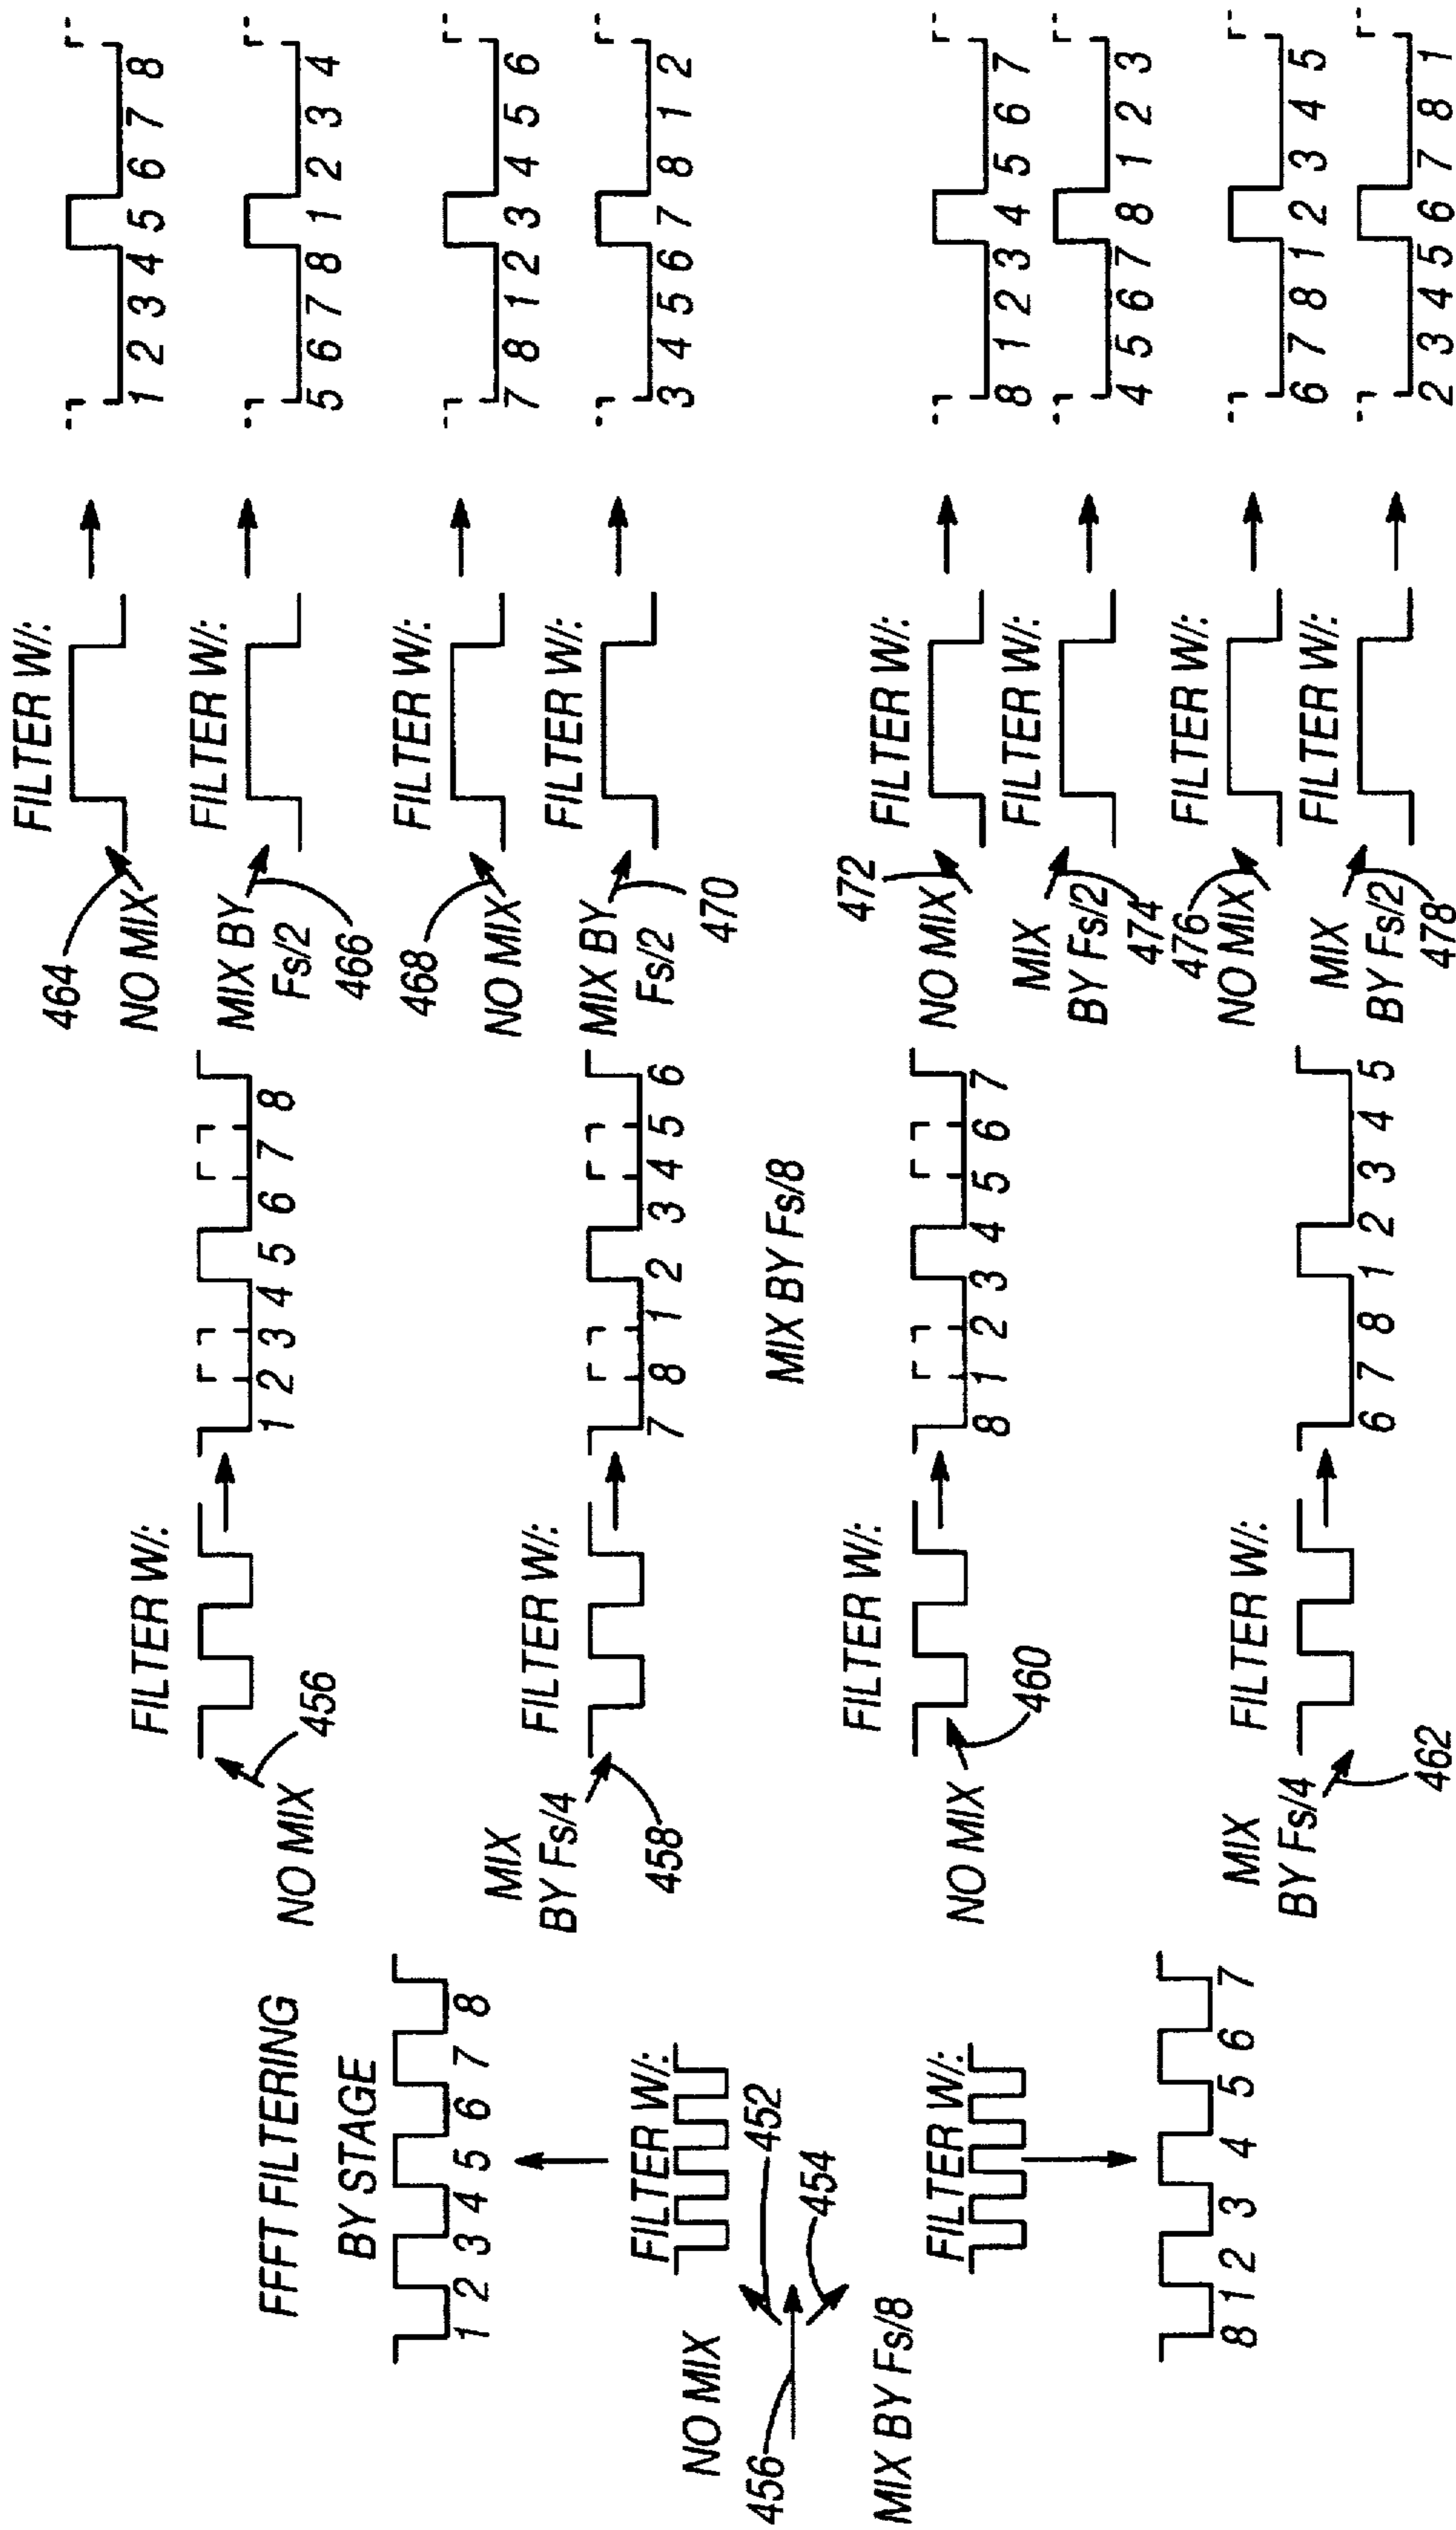 FFFT FILTERING
BY STAGE
1 2 3 4 5 6 7 8
FILTER W/:
NO MIX
452
456
454
MIX BY Fs/8
FILTER W/:
8 1 2 3 4 5 6 7
FILTER W/:
456
NO MIX
1 2 3 4 5 6 7 8
MIX
BY Fs/4
458
FILTER W/:
7 8 1 2 3 4 5 6
MIX BY Fs/8
FILTER W/:
460
NO MIX
8 1 2 3 4 5 6 7
MIX
BY Fs/4
462
FILTER W/:
6 7 8 1 2 3 4 5
464
NO MIX
FILTER W/:
1 2 3 4 5 6 7 8
MIX BY
Fs/2
466
FILTER W/:
5 6 7 8 1 2 3 4
468
NO MIX
FILTER W/:
7 8 1 2 3 4 5 6
MIX BY
Fs/2
470
FILTER W/:
3 4 5 6 7 8 1 2
472
NO MIX
FILTER W/:
8 1 2 3 4 5 6 7
MIX
BY Fs/2
474
FILTER W/:
4 5 6 7 8 1 2 3
476
NO MIX
FILTER W/:
6 7 8 1 2 3 4 5
MIX
BY Fs/2
478
FILTER W/:
2 3 4 5 6 7 8 1